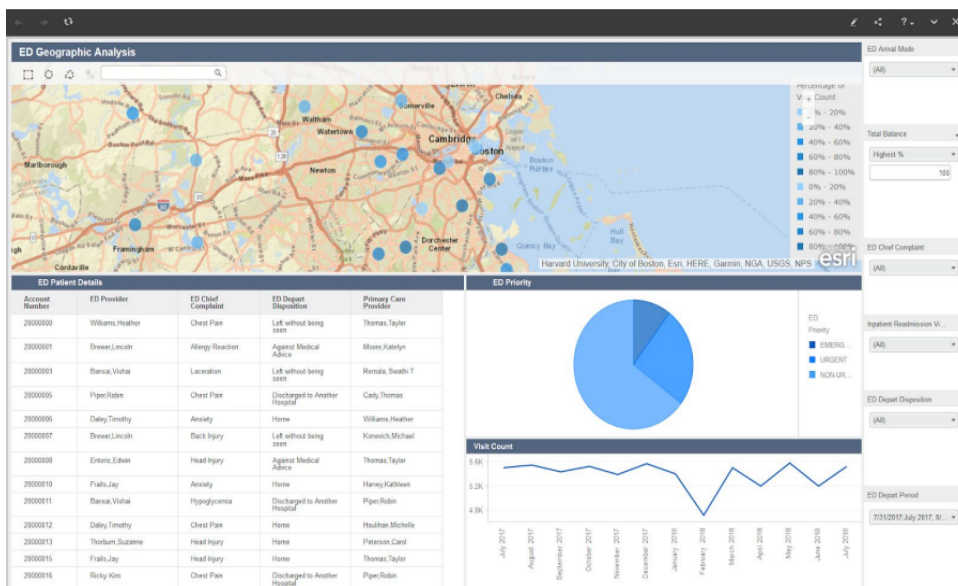 ED Geographic Analysis
ED Arrival Mode
(All)
Total Balance
Highest %
100
ED Chief Complaint
(All)
Inpatient Readmission Vi...
(All)
ED Depart Disposition
(All)
ED Depart Period
7/31/2017:July 2017, 8/...
Percentage of
Count
0% - 20%
20% - 40%
40% - 60%
60% - 80%
80% - 100%
0% - 20%
20% - 40%
40% - 60%
60% - 80%
80% - 100%
Somerville
Chelsea
Waltham
Watertown
Cambridge
Boston
Logan
Newton
Marlborough
Boston
Harbor
Framingham
Dorchester
Center
Quincy Bay
Hull
Bay
Cordaville
Harvard University, City of Boston, Esri, HERE, Garmin, NGA, USGS, NPS
esri
ED Patient Details
Account Number ED Provider ED Chief Complaint ED Depart Disposition Primary Care Provider
20000000 Williams,Heather Chest Pain Left without being seen Thomas,Taylor
20000001 Brewer,Lincoln Allergy Reaction Against Medical Advice Moore,Katelyn
20000003 Bansai,Vishai Laceration Left without being seen Remala, Swathi T
20000005 Piper,Robin Chest Pain Discharged to Another Hospital Cady,Thomas
20000006 Daley,Timothy Anxiety Home Williams,Heather
20000007 Brewer,Lincoln Back Injury Left without being seen Konevich,Michael
20000008 Enteric,Edwin Head Injury Against Medical Advice Thomas,Taylor
20000010 Frails,Jay Anxiety Home Harvey,Kathleen
20000011 Bansai,Vishai Hypoglycemia Discharged to Another Hospital Piper,Robin
20000012 Daley,Timothy Chest Pain Home Houlihan,Michelle
20000013 Thorburn,Suzanne Head Injury Home Peterson,Carol
20000015 Frails,Jay Head Injury Home Thomas,Taylor
20000016 Ricky Kim Chest Pain Discharged to Another Hospital Piper,Robin
ED Priority
ED
Priority
EMERG...
URGENT
NON-UR...
Visit Count
5.6K
5.2K
4.8K
July 2017
August 2017
September 2017
October 2017
November 2017
December 2017
January 2018
February 2018
March 2018
April 2018
May 2018
June 2018
July 2018